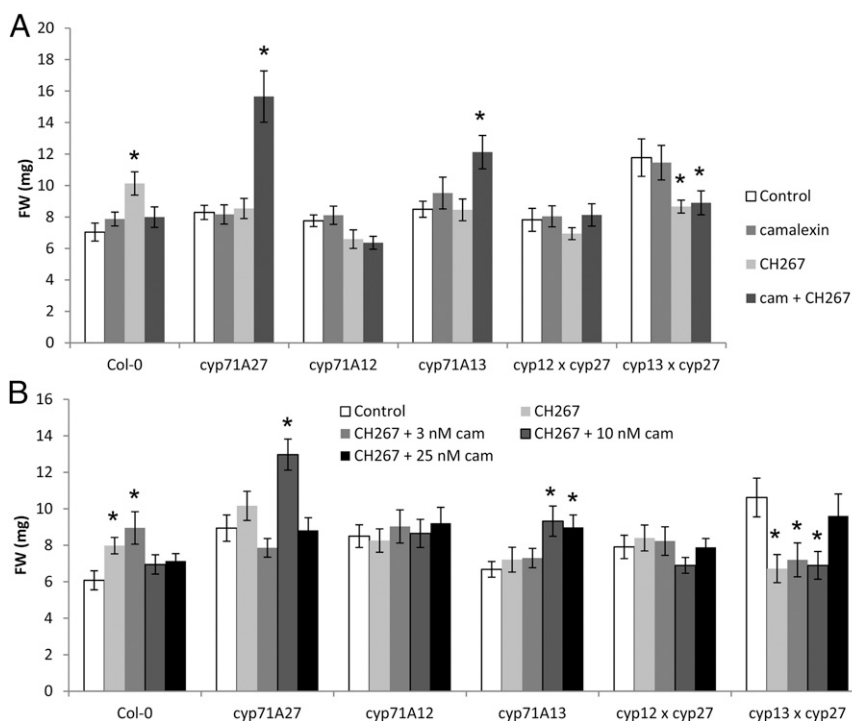 A
20
18
16
14
12
10
8
6
4
2
0
FW (mg)
*
*
*
*
*
Control
camalexin
CH267
cam + CH267
Col-0 cyp71A27 cyp71A12 cyp71A13 cyp12 x cyp27 cyp13 x cyp27
B
16
14
12
10
8
6
4
2
0
FW (mg)
Control CH267
CH267 + 3 nM cam CH267 + 10 nM cam
CH267 + 25 nM cam
*
*
*
*
*
*
*
*
Col-0 cyp71A27 cyp71A12 cyp71A13 cyp12 x cyp27 cyp13 x cyp27